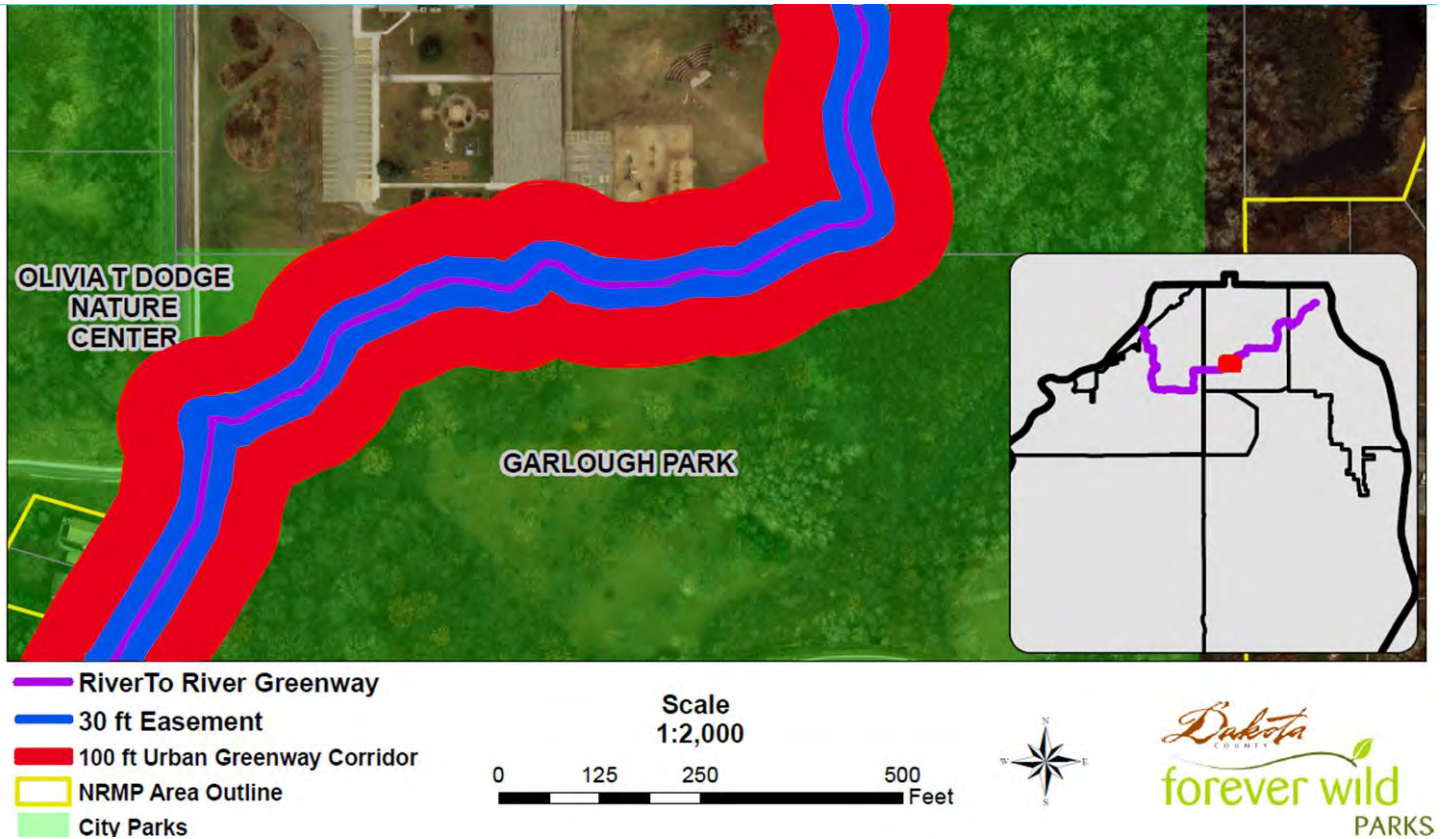 OLIVIA T DODGE
NATURE
CENTER
GARLOUGH PARK
RiverTo River Greenway
30 ft Easement
100 ft Urban Greenway Corridor
NRMP Area Outline
City Parks
Scale
1:2,000
0 125 250 500
Feet
N
W E
S
Dakota
COUNTY
forever wild
PARKS